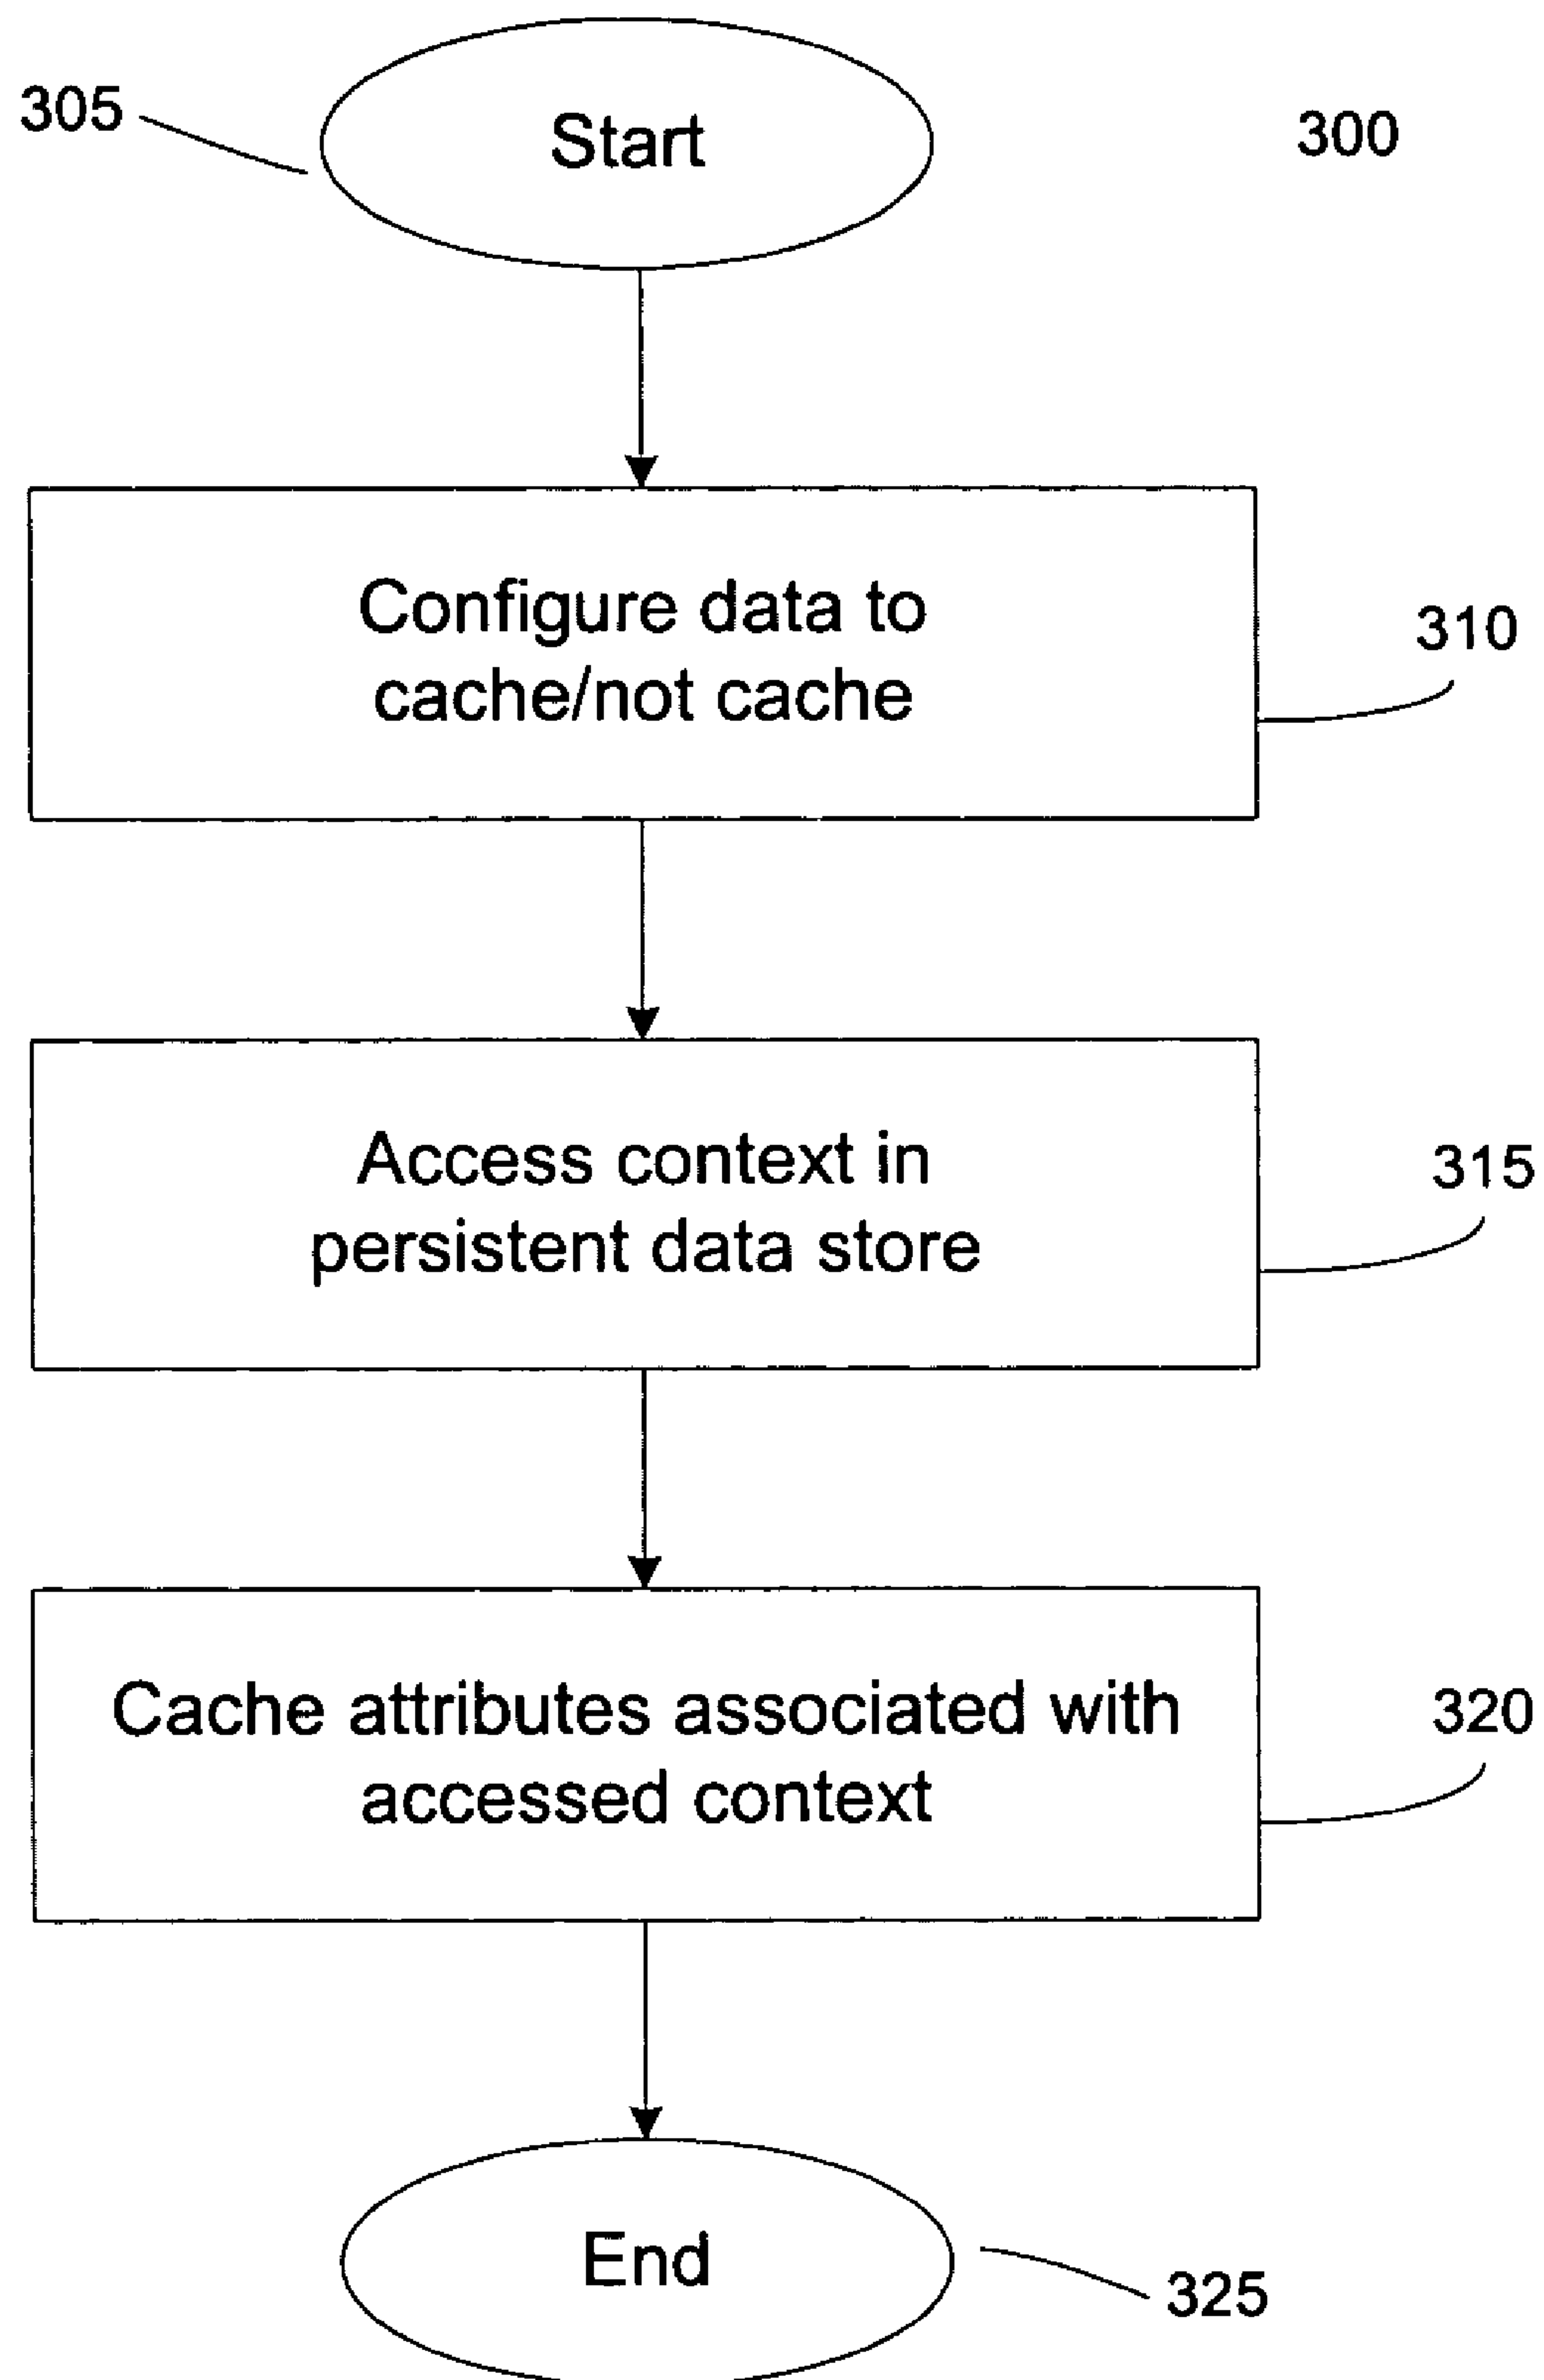 305
Start
300
Configure data to
cache/not cache
310
Access context in
persistent data store
315
Cache attributes associated with
accessed context
320
End
325